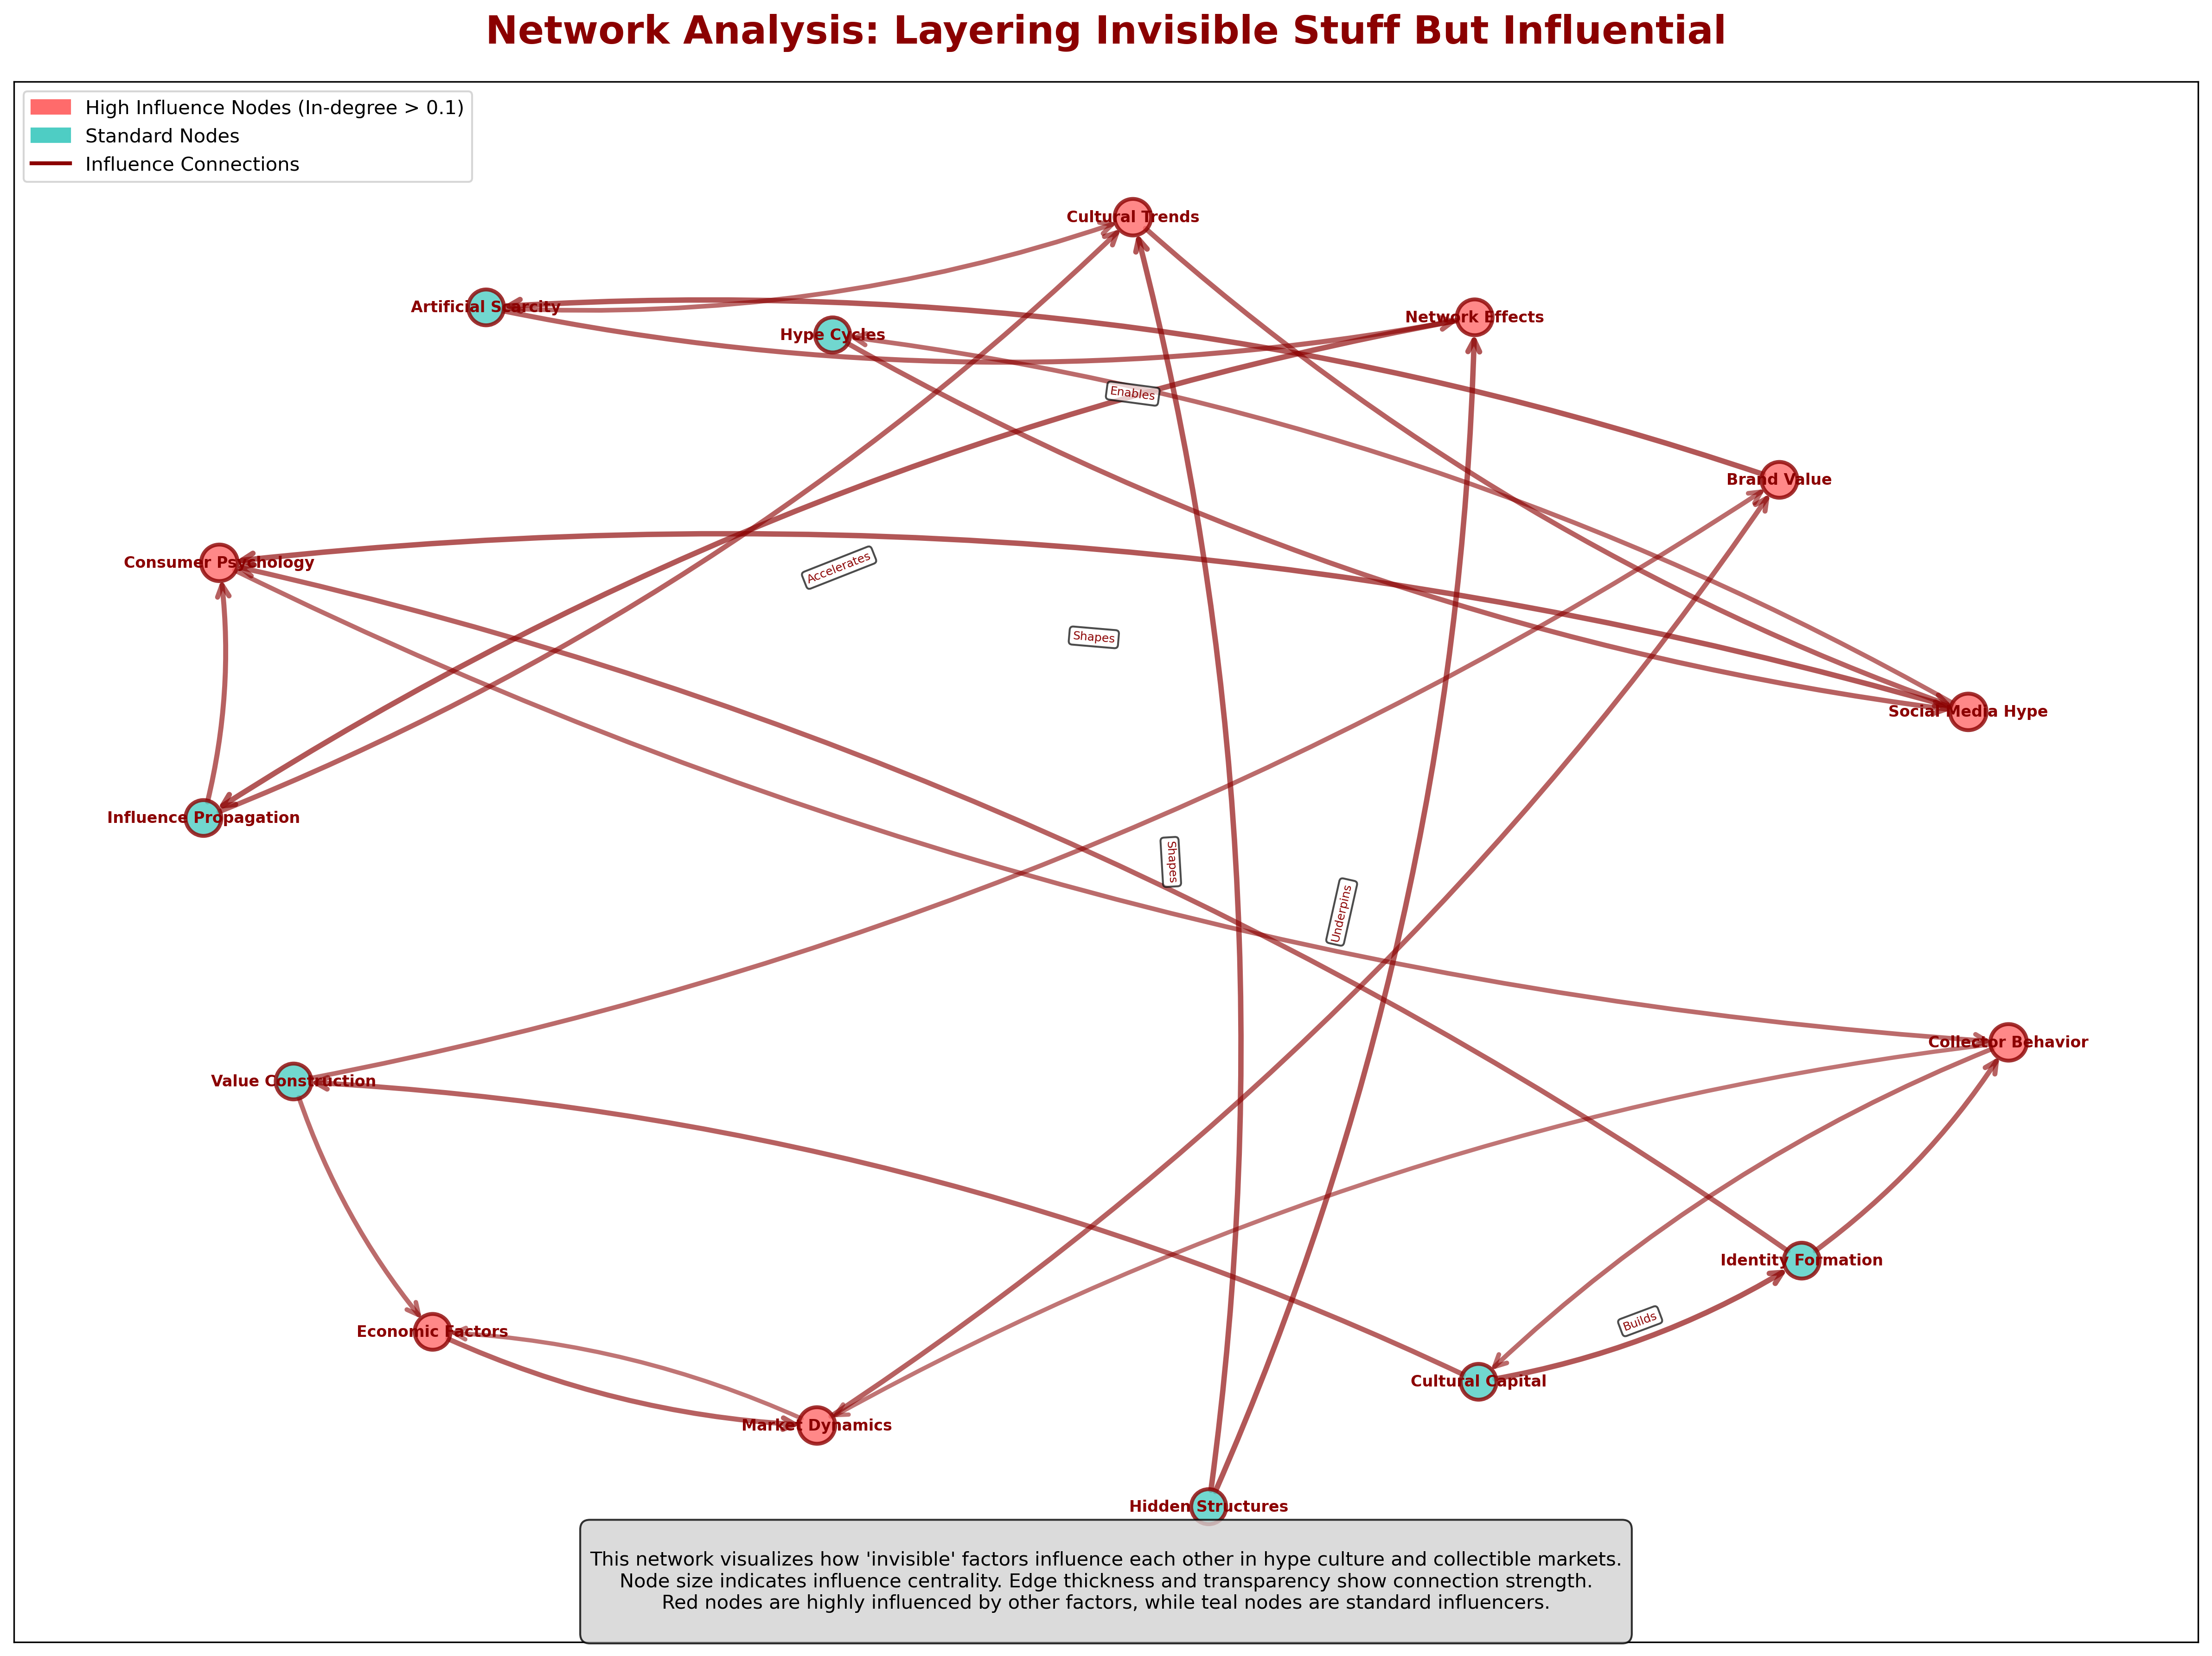 Network Analysis: Layering Invisible Stuff But Influential
High Influence Nodes (In-degree > 0.1)
Standard Nodes
Influence Connections
Cultural Trends
Artificial Scarcity
Network Effects
Hype Cycles
Enables
Brand Value
Consumer Psychology
Accelerates
Shapes
Social Media Hype
Influence Propagation
Shapes
Underpins
Collector Behavior
Value Construction
Identity Formation
Builds
Economic Factors
Cultural Capital
Market Dynamics
Hidden Structures
This network visualizes how 'invisible' factors influence each other in hype culture and collectible markets.
Node size indicates influence centrality. Edge thickness and transparency show connection strength.
Red nodes are highly influenced by other factors, while teal nodes are standard influencers.